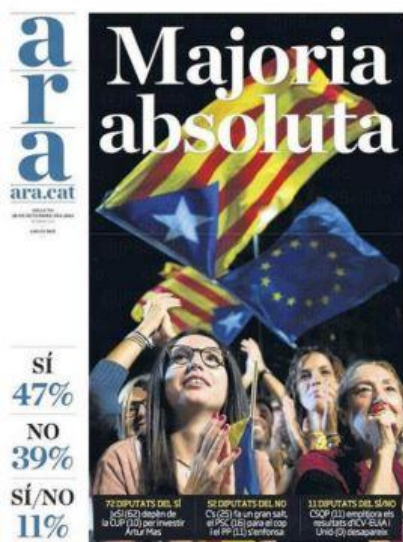 ara
ara.cat
Majoria
absoluta
SÍ
47%
NO
39%
SÍ/NO
11%
72 DIPUTATS DEL SÍ
JxSÍ (62) depèn de
la CUP (10) per investir
Artur Mas
52 DIPUTATS DEL NO
C's (25) fa un gran salt,
el PSC (16) para el cop
i el PP (11) s'enfonsa
11 DIPUTATS DEL SÍ/NO
CSQP (11) empitjora els
resultats d'ICV-EUiA i
Unió (0) desapareix